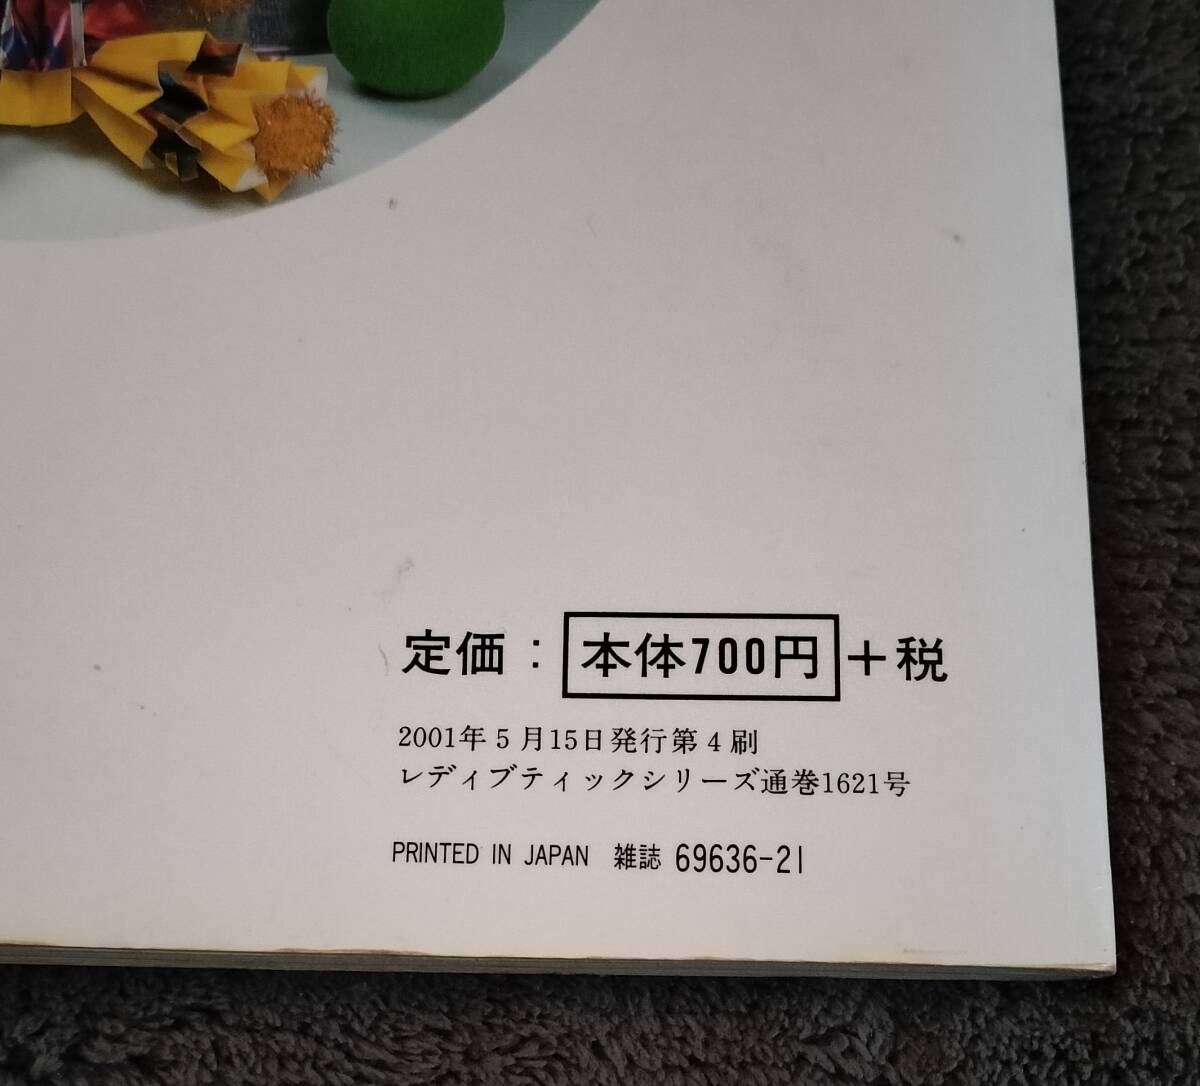 定価：本体700円＋税
2001年5月15日発行第4刷
レディブティックシリーズ通巻1621号
PRINTED IN JAPAN 雑誌 69636-21